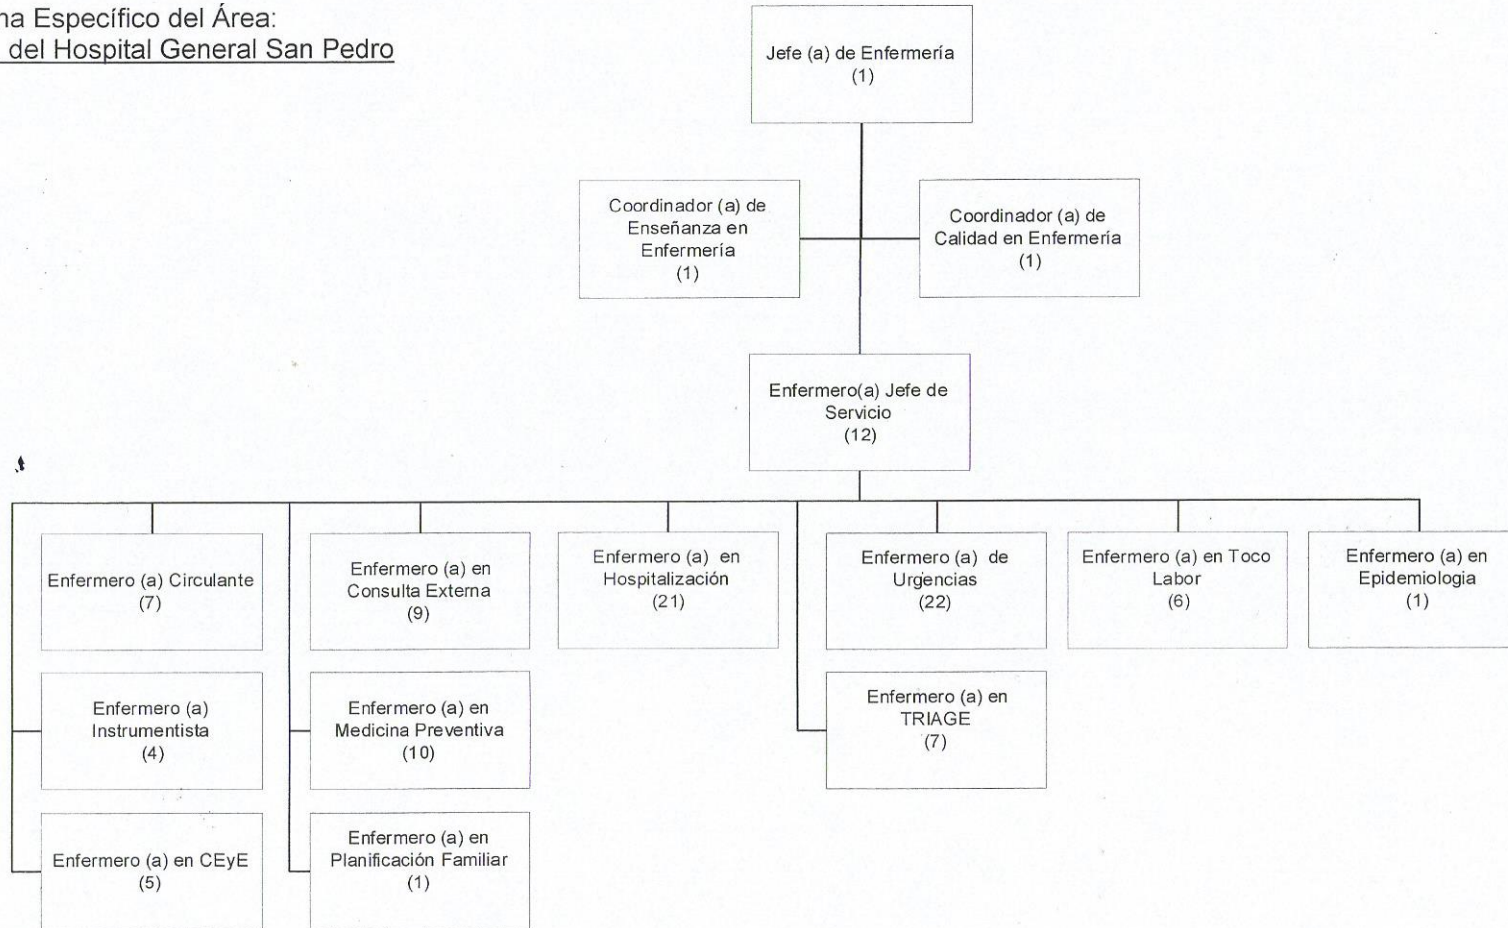 na Específico del Área:
del Hospital General San Pedro
Jefe (a) de Enfermería
(1)
Coordinador (a) de
Enseñanza en
Enfermería
(1)
Coordinador (a) de
Calidad en Enfermería
(1)
Enfermero(a) Jefe de
Servicio
(12)
Enfermero (a) Circulante
(7)
Enfermero (a) en
Consulta Externa
(9)
Enfermero (a) en
Hospitalización
(21)
Enfermero (a) de
Urgencias
(22)
Enfermero (a) en Toco
Labor
(6)
Enfermero (a) en
Epidemiologia
(1)
Enfermero (a)
Instrumentista
(4)
Enfermero (a) en
Medicina Preventiva
(10)
Enfermero (a) en
TRIAGE
(7)
Enfermero (a) en CEyE
(5)
Enfermero (a) en
Planificación Familiar
(1)